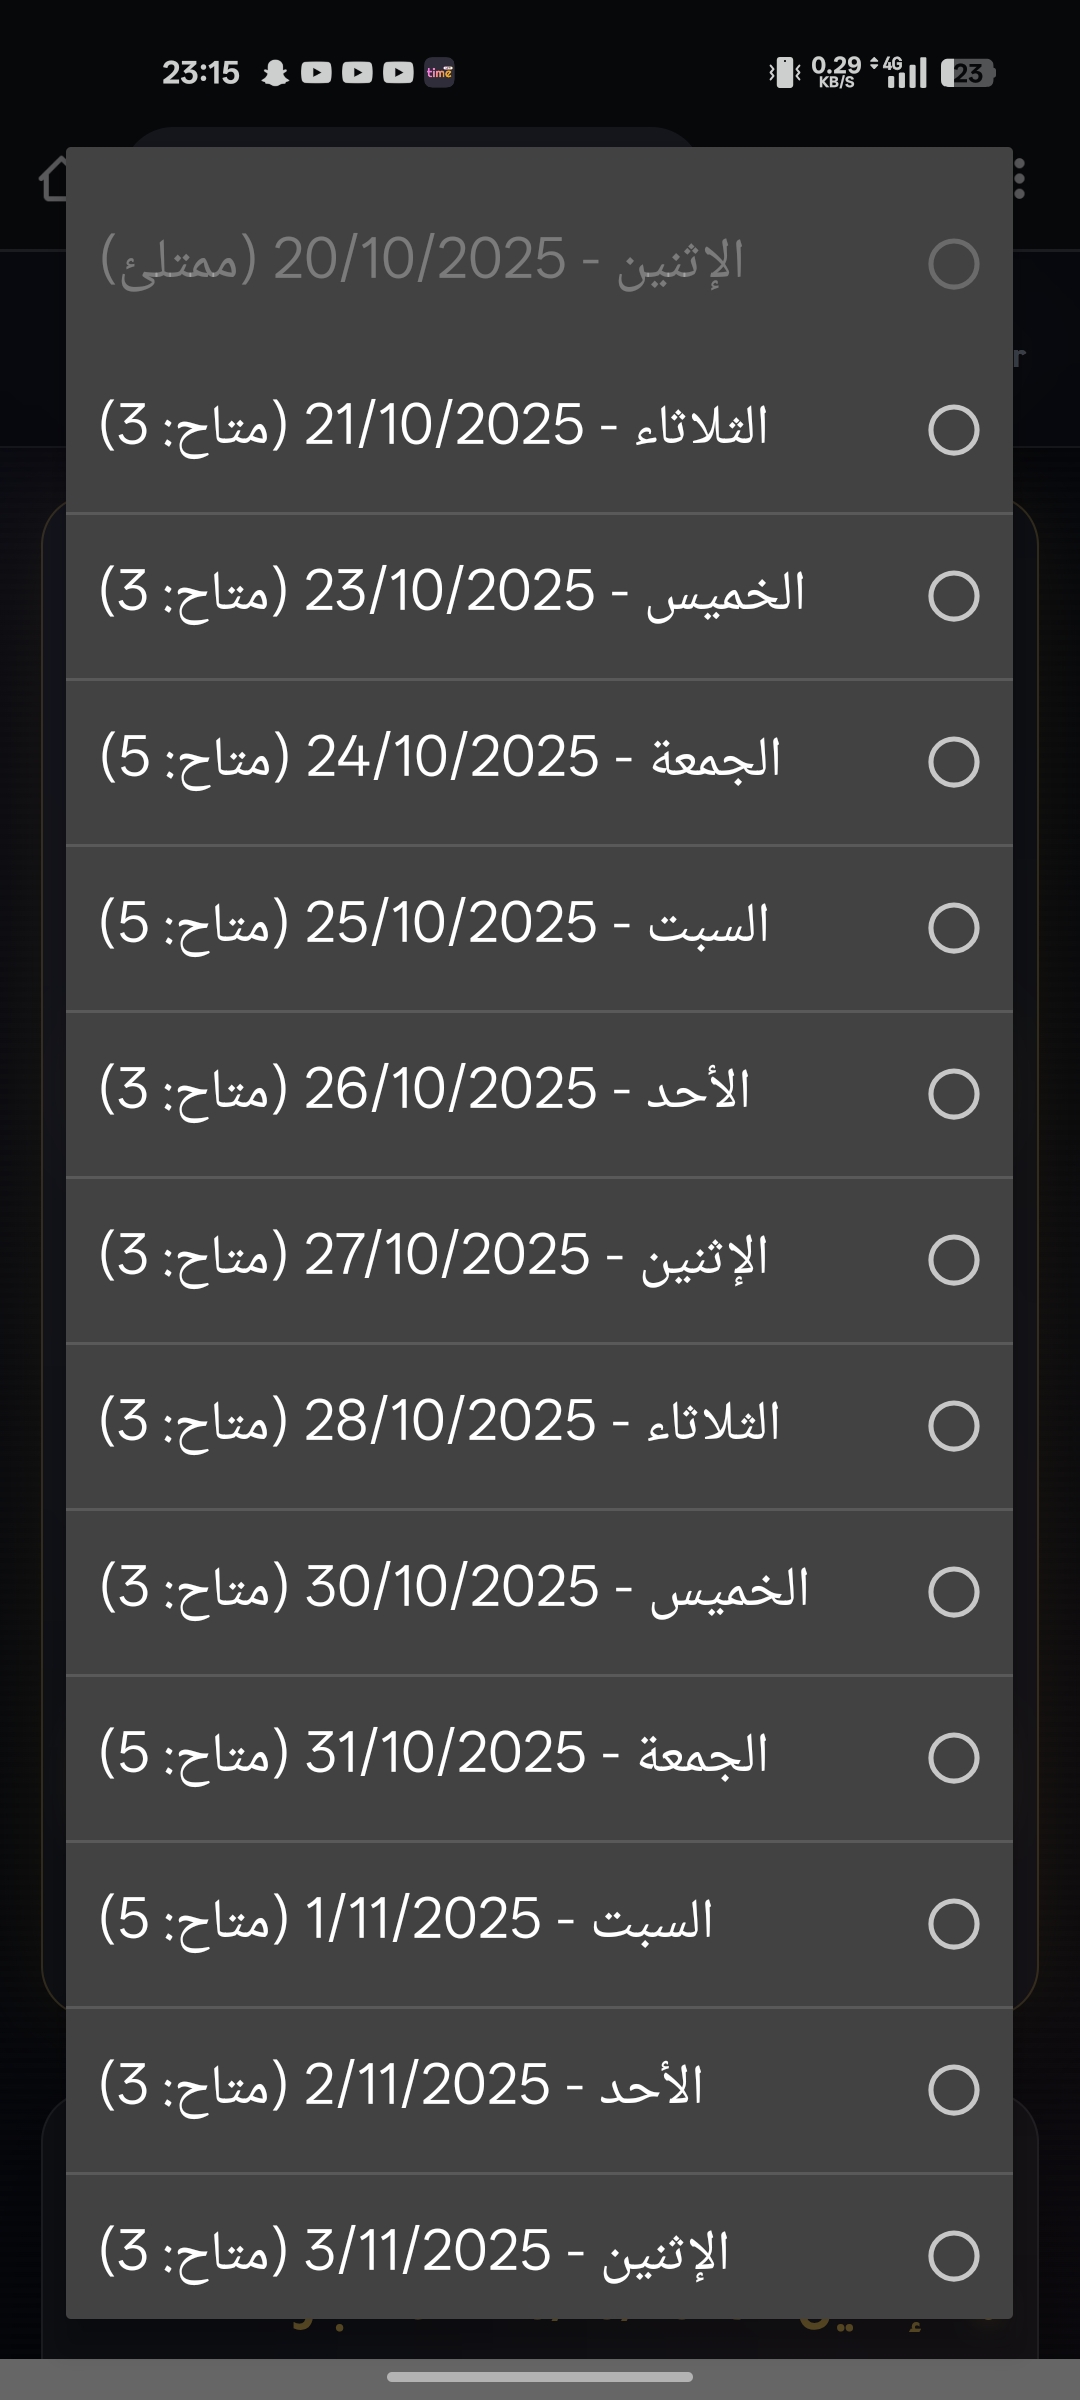 23:15
time
0.29
KB/S
4G
23
r
الإثنين - 20/10/2025 (ممتلئ)
الثلاثاء - 21/10/2025 (متاح: 3)
الخميس - 23/10/2025 (متاح: 3)
الجمعة - 24/10/2025 (متاح: 5)
السبت - 25/10/2025 (متاح: 5)
الأحد - 26/10/2025 (متاح: 3)
الإثنين - 27/10/2025 (متاح: 3)
الثلاثاء - 28/10/2025 (متاح: 3)
الخميس - 30/10/2025 (متاح: 3)
الجمعة - 31/10/2025 (متاح: 5)
السبت - 1/11/2025 (متاح: 5)
الأحد - 2/11/2025 (متاح: 3)
الإثنين - 3/11/2025 (متاح: 3)